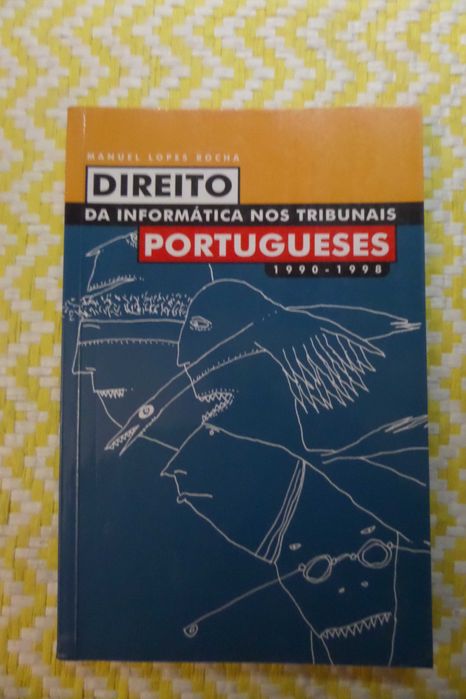 MANUEL LOPES ROCHA
DIREITO
DA INFORMÁTICA NOS TRIBUNAIS
PORTUGUESES
1990-1998